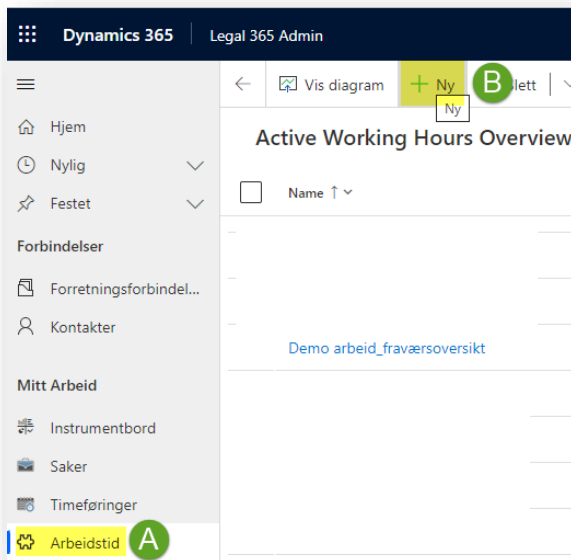 Dynamics 365 Legal 365 Admin
Vis diagram Ny B lett
Ny
Hjem
Active Working Hours Overview
Nylig
Name
Festet
Forbindelser
Forretningsforbindel...
Kontakter
Demo arbeid_fraværsoversikt
Mitt Arbeid
Instrumentbord
Saker
Timeføringer
Arbeidstid A